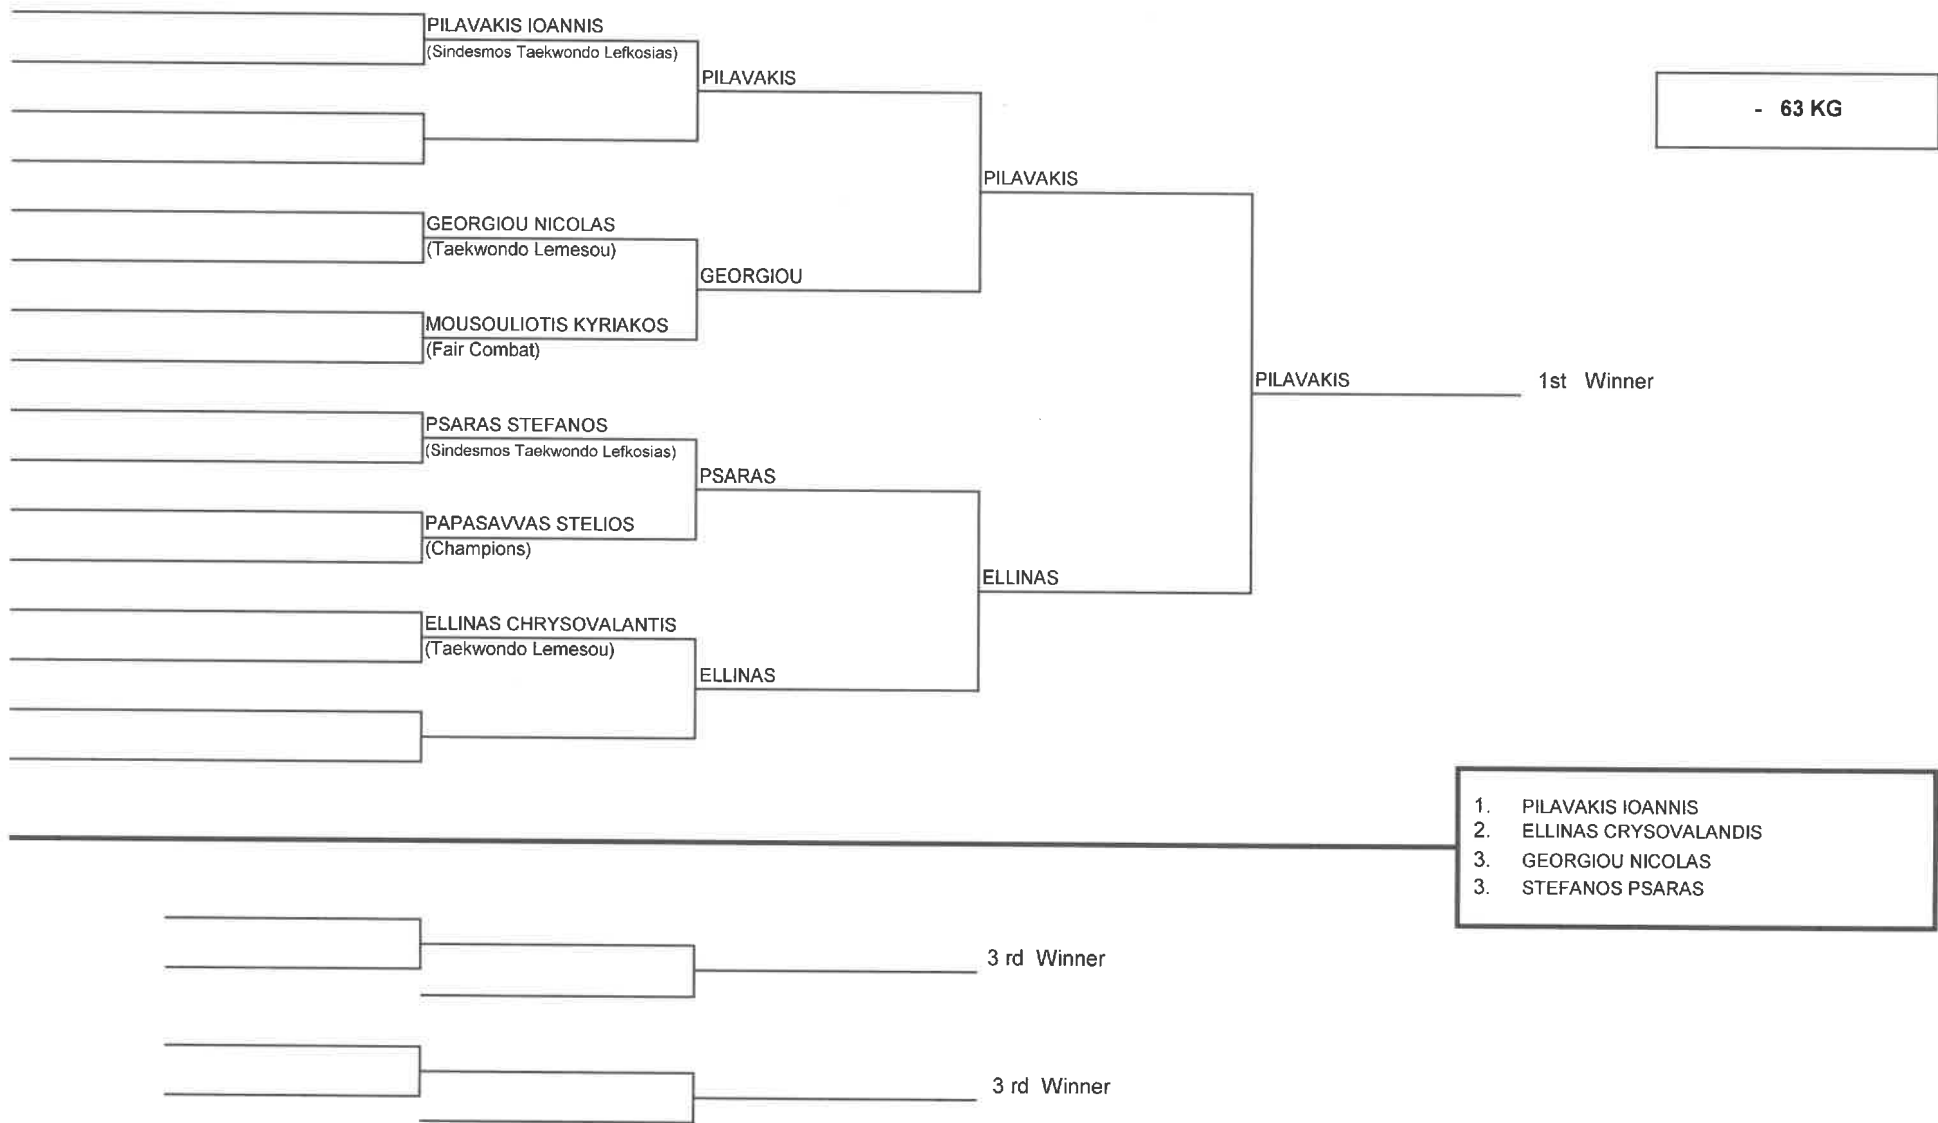 PILAVAKIS IOANNIS
(Sindesmos Taekwondo Lefkosias)
PILAVAKIS
- 63 KG
PILAVAKIS
GEORGIOU NICOLAS
(Taekwondo Lemesou)
GEORGIOU
MOUSOULIOTIS KYRIAKOS
(Fair Combat)
PILAVAKIS
1st Winner
PSARAS STEFANOS
(Sindesmos Taekwondo Lefkosias)
PSARAS
PAPASAVVAS STELIOS
(Champions)
ELLINAS
ELLINAS CHRYSOVALANTIS
(Taekwondo Lemesou)
ELLINAS
1. PILAVAKIS IOANNIS
2. ELLINAS CRYSOVALANDIS
3. GEORGIOU NICOLAS
3. STEFANOS PSARAS
3 rd Winner
3 rd Winner